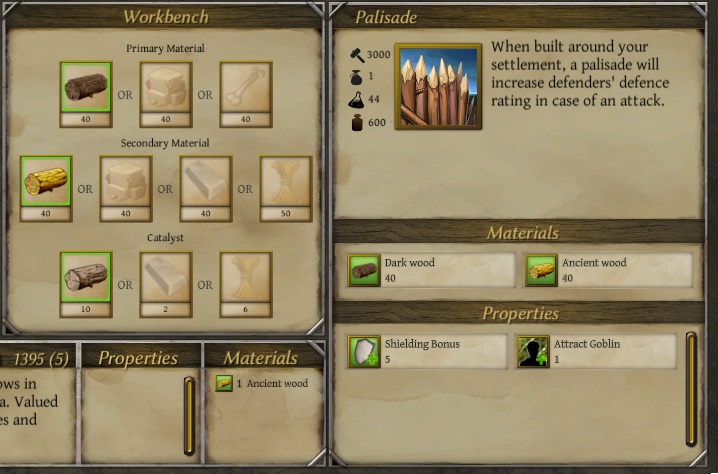 Workbench
Primary Material
OR OR
40 40 40
Secondary Material
OR OR OR
40 40 40 50
Catalyst
OR OR
10 2 6
1395 (5)
ows in
a. Valued
es and
Properties
Materials
1 Ancient wood
Palisade
3000
1
44
600
When built around your
settlement, a palisade will
increase defenders' defence
rating in case of an attack.
Materials
Dark wood
40
Ancient wood
40
Properties
Shielding Bonus
5
Attract Goblin
1